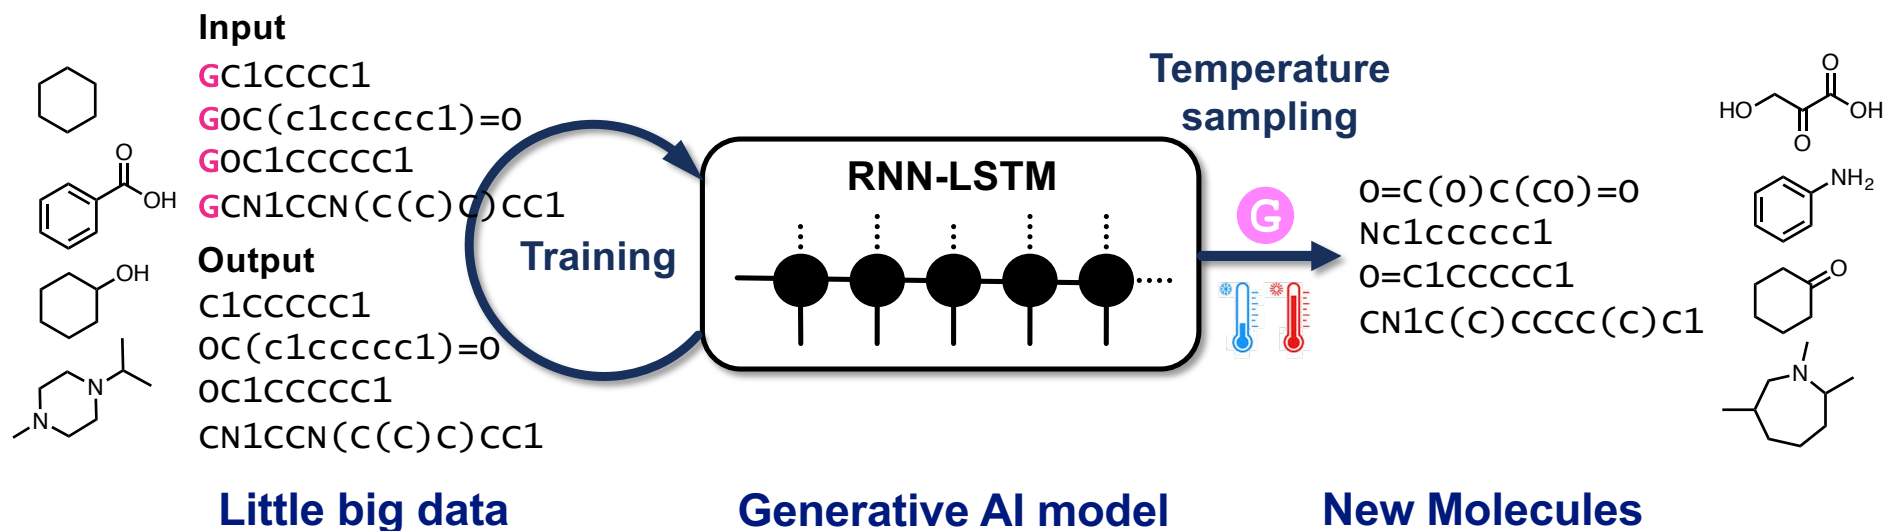 Input
GC1CCCC1
GOC(c1ccccc1)=O
GOC1CCCCC1
GCN1CCN(C(C)C)CC1
Output
C1CCCCC1
OC(c1ccccc1)=O
OC1CCCCC1
CN1CCN(C(C)C)CC1
O
OH
OH
N
N
Little big data
Training
RNN-LSTM
Generative AI model
Temperature
sampling
G
O=C(O)C(CO)=O
Nc1ccccc1
O=C1CCCCC1
CN1C(C)CCCC(C)C1
O
HO
OH
O
NH2
O
N
New Molecules